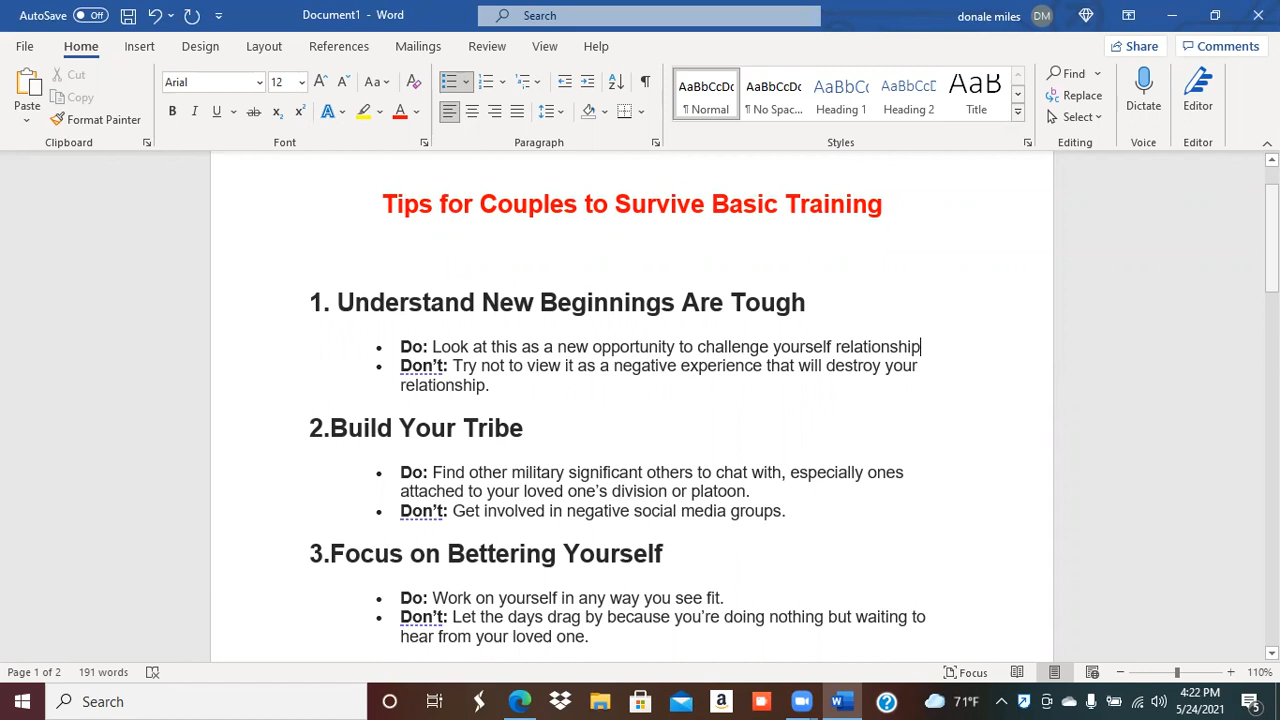 AutoSave Off Document1 - Word Search donale miles DM
File Home Insert Design Layout References Mailings Review View Help Share Comments
Paste Cut Copy Format Painter
Arial 12
AaBbCcDc AaBbCcDc AaBbC AaBbCcD AaB
¶ Normal ¶ No Spac... Heading 1 Heading 2 Title
Find Replace Select Dictate Editor
Clipboard Font Paragraph Styles Editing Voice Editor
Tips for Couples to Survive Basic Training
1. Understand New Beginnings Are Tough
• Do: Look at this as a new opportunity to challenge yourself relationship
• Don’t: Try not to view it as a negative experience that will destroy your
relationship.
2.Build Your Tribe
• Do: Find other military significant others to chat with, especially ones
attached to your loved one’s division or platoon.
• Don’t: Get involved in negative social media groups.
3.Focus on Bettering Yourself
• Do: Work on yourself in any way you see fit.
• Don’t: Let the days drag by because you’re doing nothing but waiting to
hear from your loved one.
Page 1 of 2 191 words Focus 110%
Search 71°F 4:22 PM
5/24/2021 5